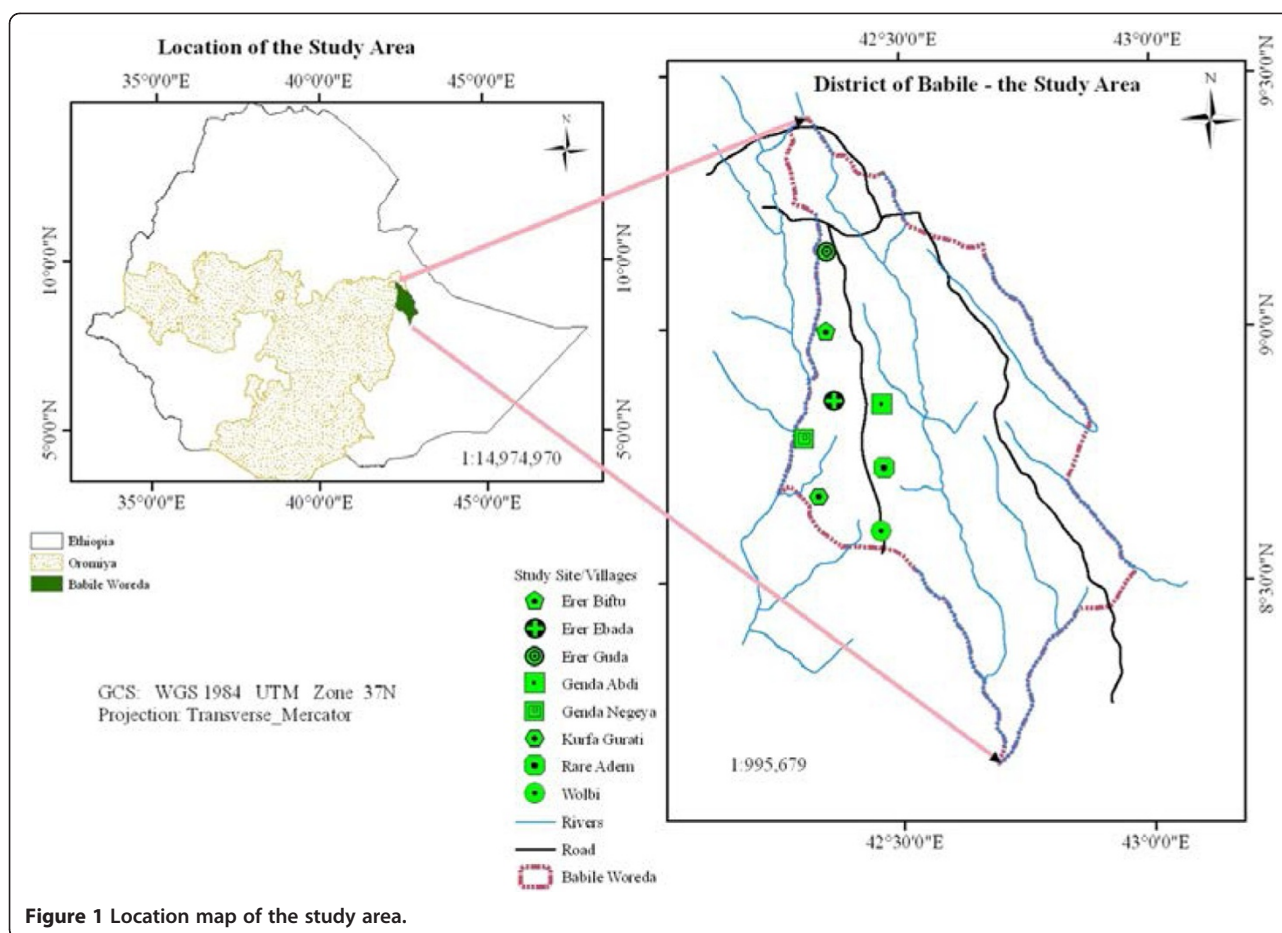 Location of the Study Area
35°0'0"E 40°0'0"E 45°0'0"E
N
10°0'0"N
10°0'0"N
5°0'0"N
5°0'0"N
1:14,974,970
35°0'0"E 40°0'0"E 45°0'0"E
Ethiopia
Oromiya
Babile Woreda
GCS: WGS 1984 UTM Zone 37N
Projection: Transverse_Mercator
42°30'0"E 43°0'0"E
District of Babile - the Study Area
N
9°30'0"N
9°0'0"N
8°30'0"N
1:995,679
42°30'0"E 43°0'0"E
Study Site/Villages
Erer Biftu
Erer Ebada
Erer Guda
Genda Abdi
Genda Negeya
Kurfa Gurati
Rare Adem
Wolbi
Rivers
Road
Babile Woreda
Figure 1 Location map of the study area.